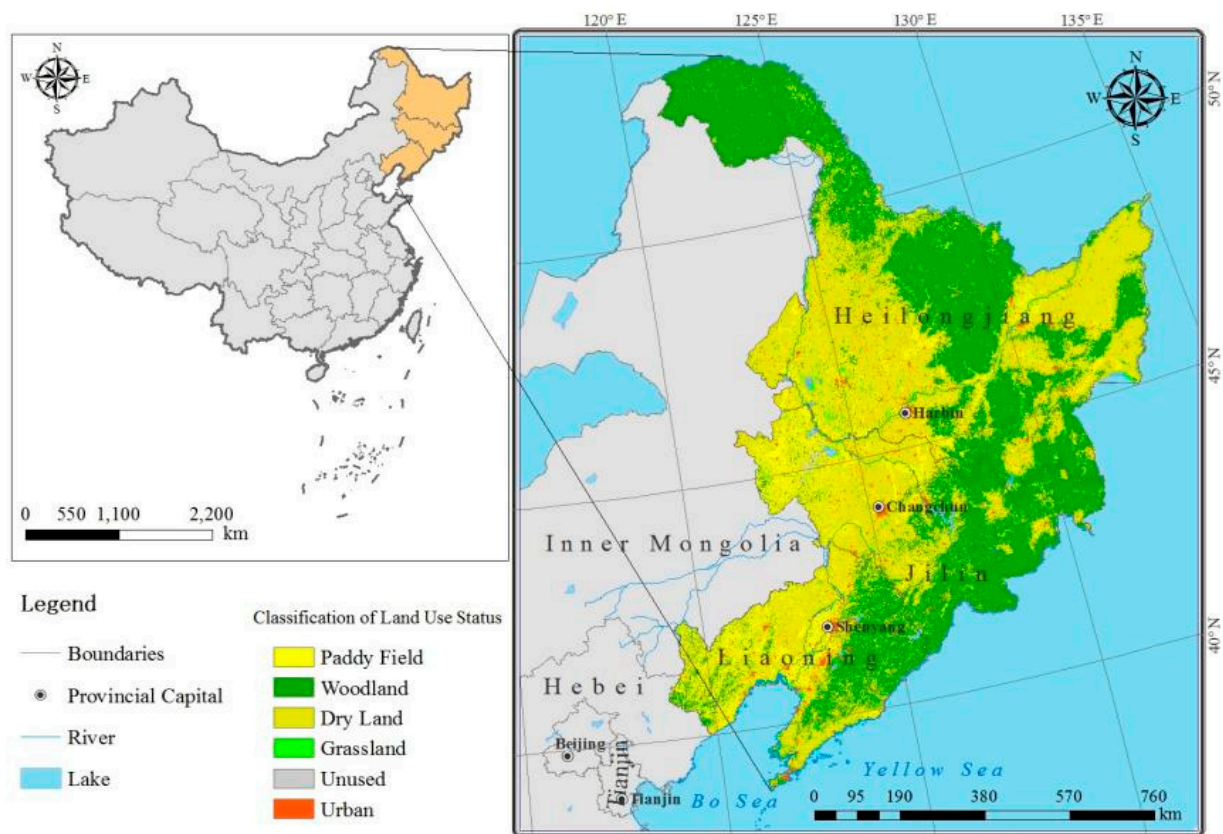 N
W
E
S
0 550 1,100 2,200
km
Legend
Boundaries
Provincial Capital
River
Lake
Classification of Land Use Status
Paddy Field
Woodland
Dry Land
Grassland
Unused
Urban
120°E
125°E
130°E
135°E
N
W
E
S
50°N
45°N
40°N
Heilongjiang
Harbin
Changchun
Inner Mongolia
Jilin
Shenyang
Liaoning
Hebei
Beijing
Tianjin
Tianjin
Yellow Sea
Bo Sea
0 95 190 380 570 760
km